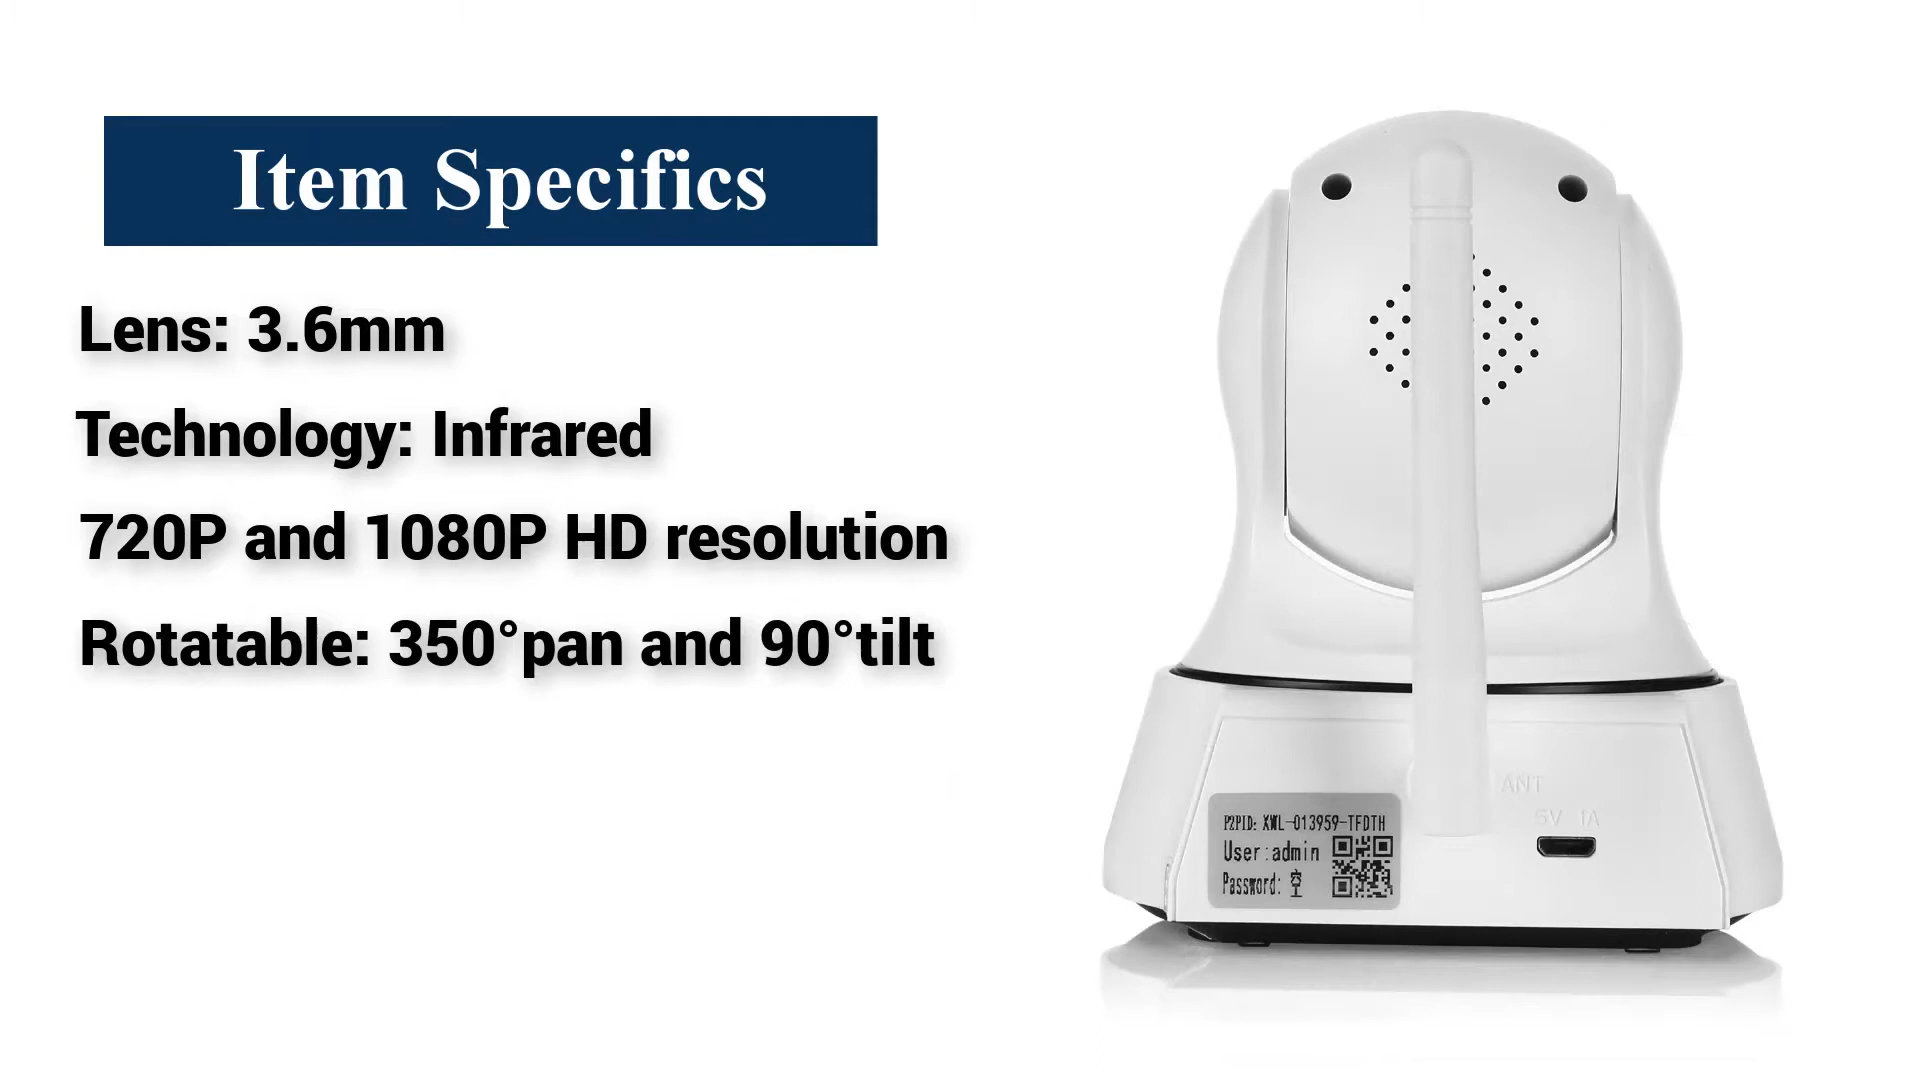 Item Specifics
Lens: 3.6mm
Technology: Infrared
720P and 1080P HD resolution
Rotatable: 350°pan and 90°tilt
ANT
5V 1A
P2PID: XWL-013959-TFDTH
User:admin
Password: 空